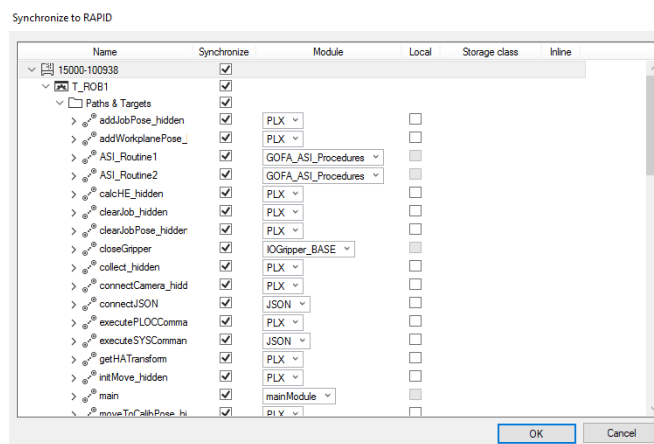 Synchronize to RAPID
Name Synchronize Module Local Storage class Inline
15000-100938
T_ROB1
Paths & Targets
addJobPose_hidden PLX
addWorkplanePose_ PLX
ASI_Routine1 GOFA_ASI_Procedures
ASI_Routine2 GOFA_ASI_Procedures
calcHE_hidden PLX
clearJob_hidden PLX
clearJobPose_hidder PLX
closeGripper IOGripper_BASE
collect_hidden PLX
connectCamera_hidd PLX
connectJSON JSON
executePLOCComma PLX
executeSYSComman JSON
getHATransform PLX
initMove_hidden PLX
main mainModule
moveToCalibPose_hi PLX
OK Cancel